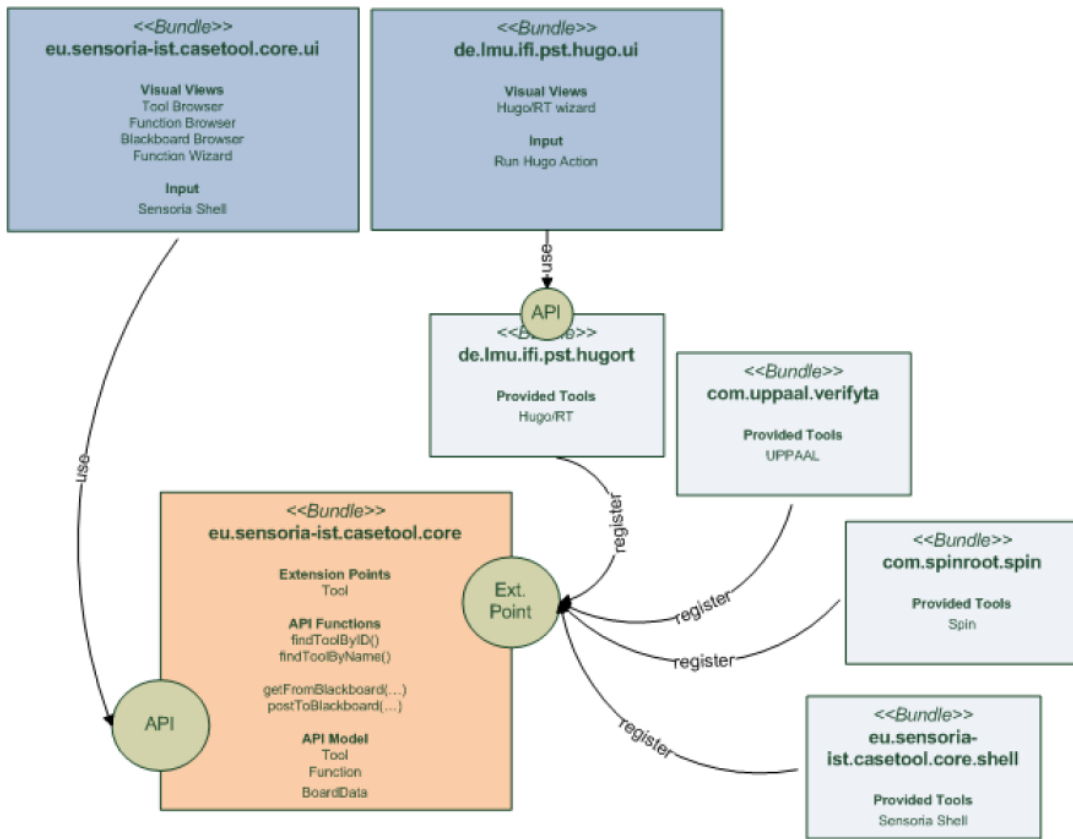 <<Bundle>>
eu.sensoria-ist.casetool.core.ui
Visual Views
Tool Browser
Function Browser
Blackboard Browser
Function Wizard
Input
Sensoria Shell
<<Bundle>>
de.lmu.ifi.pst.hugo.ui
Visual Views
Hugo/RT wizard
Input
Run Hugo Action
use
API
<<Bundle>>
de.lmu.ifi.pst.hugort
Provided Tools
Hugo/RT
<<Bundle>>
com.uppaal.verifyta
Provided Tools
UPPAAL
use
register
<<Bundle>>
eu.sensoria-ist.casetool.core
Extension Points
Tool
API Functions
findToolByID()
findToolByName()
getFromBlackboard(...)
postToBlackboard(...)
API Model
Tool
Function
BoardData
API
Ext.
Point
register
register
register
<<Bundle>>
com.spinroot.spin
Provided Tools
Spin
<<Bundle>>
eu.sensoria-
ist.casetool.core.shell
Provided Tools
Sensoria Shell